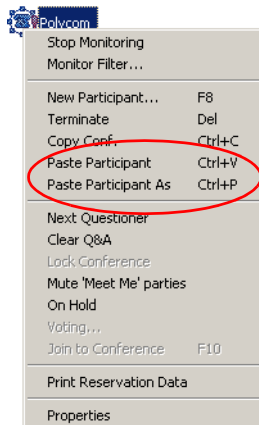 Polycom
Stop Monitoring
Monitor Filter...
New Participant... F8
Terminate Del
Copy Conf. Ctrl+C
Paste Participant Ctrl+V
Paste Participant As Ctrl+P
Next Questioner
Clear Q&A
Lock Conference
Mute 'Meet Me' parties
On Hold
Voting...
Join to Conference F10
Print Reservation Data
Properties